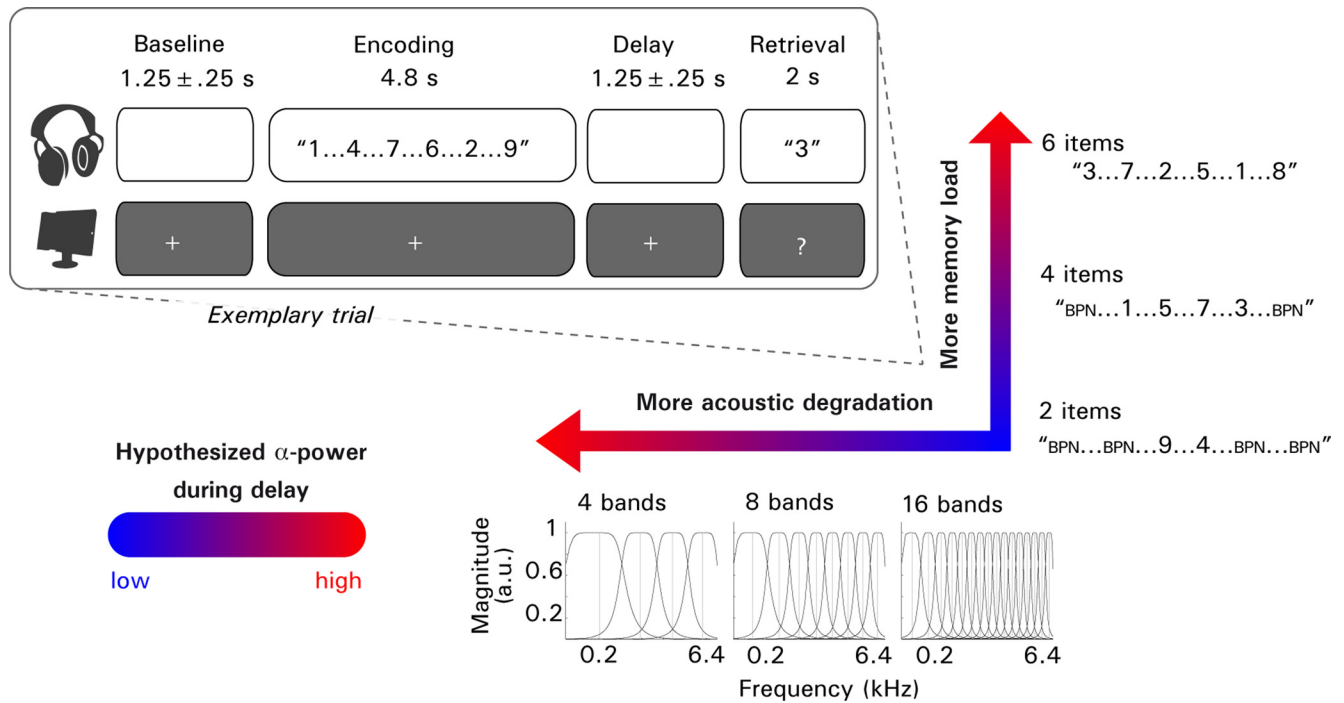 Baseline
1.25 ± .25 s
Encoding
4.8 s
Delay
1.25 ± .25 s
Retrieval
2 s
“1...4...7...6...2...9”
“3”
+
+
+
?
Exemplary trial
More memory load
6 items
“3...7...2...5...1...8”
4 items
“BPN...1...5...7...3...BPN”
2 items
“BPN...BPN...9...4...BPN...BPN”
More acoustic degradation
Hypothesized α-power
during delay
low
high
4 bands
8 bands
16 bands
Magnitude
(a.u.)
1
0.6
0.2
0.2
6.4
0.2
6.4
0.2
6.4
Frequency (kHz)